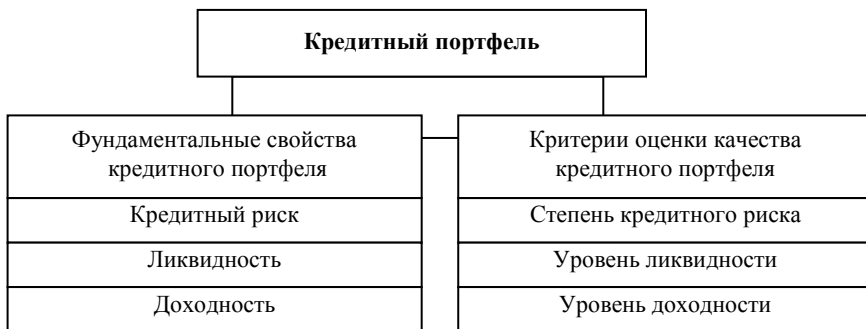 Кредитный портфель
Фундаментальные свойства
кредитного портфеля
Критерии оценки качества
кредитного портфеля
Кредитный риск
Степень кредитного риска
Ликвидность
Уровень ликвидности
Доходность
Уровень доходности